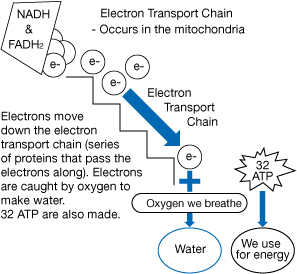 NADH
&
FADH₂
Electron Transport Chain
- Occurs in the mitochondria
e-
e-
e-
e-
Electron
Transport
Chain
Electrons move
down the electron
transport chain (series
of proteins that pass the
electrons along). Electrons
are caught by oxygen to
make water.
32 ATP are also made.
e-
+
Oxygen we breathe
Water
32
ATP
We use
for energy